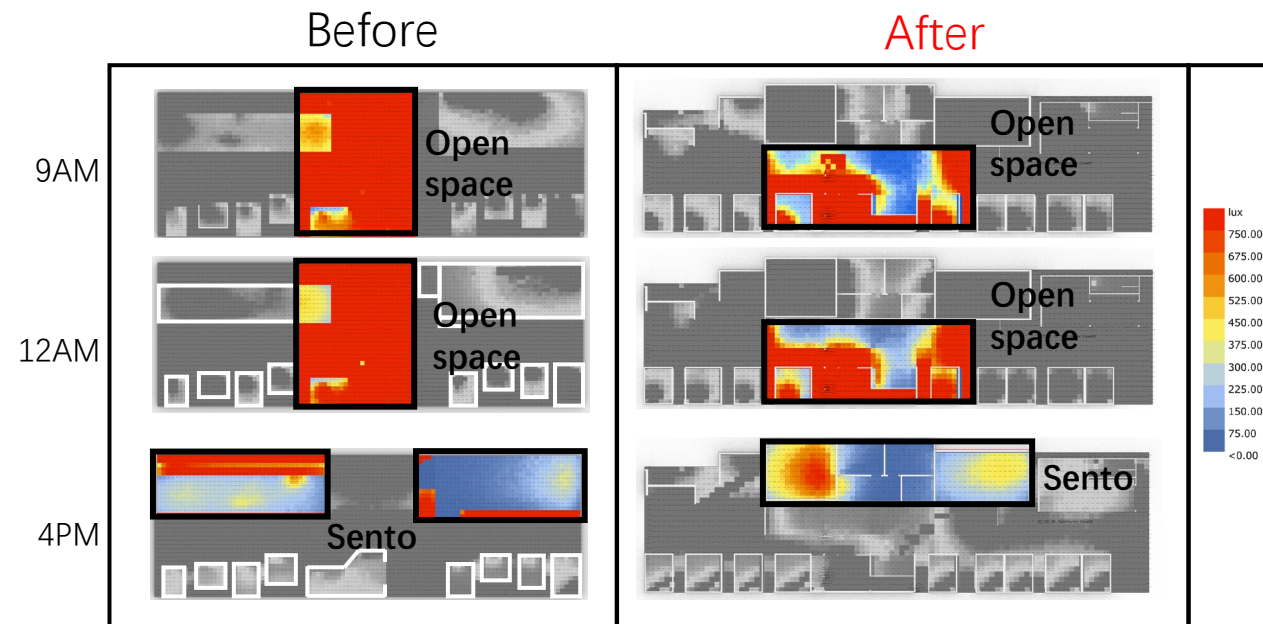 Before
After
9AM
Open
space
Open
space
12AM
Open
space
Open
space
4PM
Sento
Sento
lux
750.00
675.00
600.00
525.00
450.00
375.00
300.00
225.00
150.00
75.00
<0.00